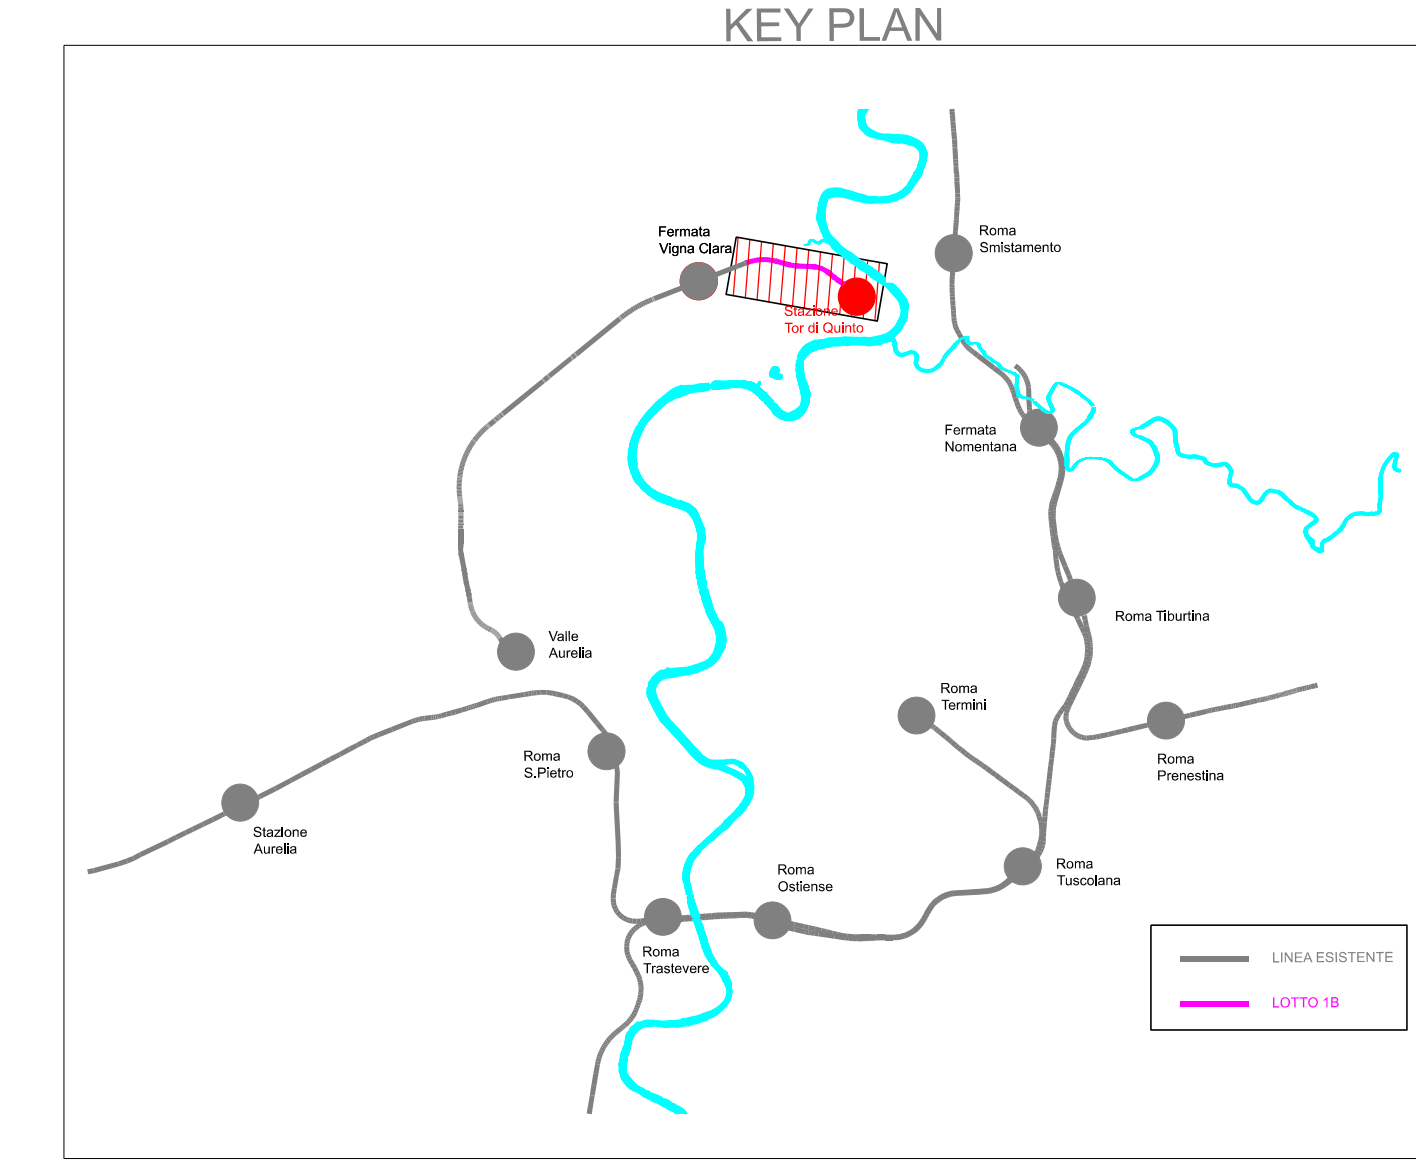 KEY PLAN
Roma
Smistamento
Fermata
Vigna Clara
Stazione
Tor di Quinto
Fermata
Nomentana
Roma Tiburtina
Valle
Aurelia
Roma
Termini
Roma
S.Pietro
Roma
Prenestina
Stazione
Aurelia
Roma
Ostiense
Roma
Tuscolana
Roma
Trastevere
LINEA ESISTENTE
LOTTO 1B